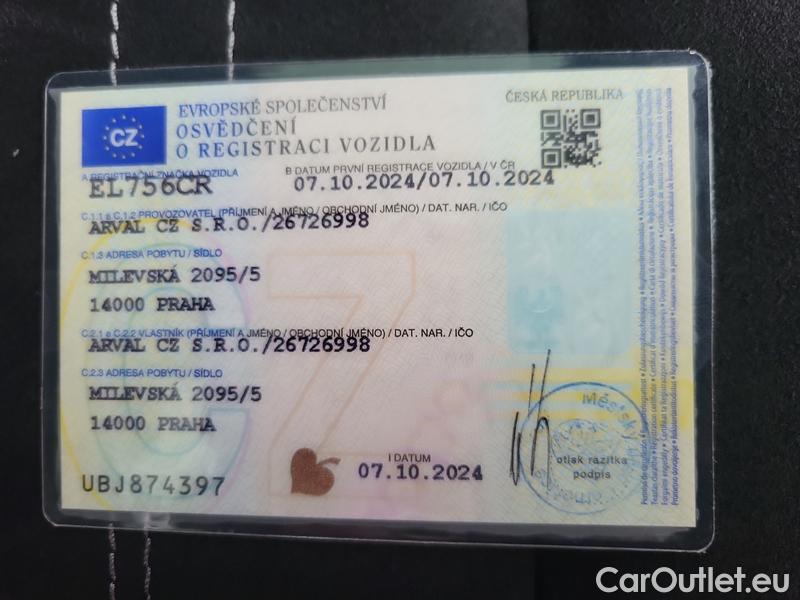 EVROPSKÉ SPOLEČENSTVÍ
OSVĚDČENÍ
O REGISTRACI VOZIDLA
ČESKÁ REPUBLIKA
CZ
A REGISTRAČNÍ ZNAČKA VOZIDLA
EL756CR
B DATUM PRVNÍ REGISTRACE VOZIDLA / V ČR
07.10.2024/07.10.2024
C.1.1 a C.1.2 PROVOZOVATEL (PŘÍJMENÍ A JMÉNO / OBCHODNÍ JMÉNO) / DAT. NAR. / IČO
ARVAL CZ S.R.O./26726998
C.1.3 ADRESA POBYTU / SÍDLO
MILEVSKÁ 2095/5
14000 PRAHA
C.2.1 a C.2.2 VLASTNÍK (PŘÍJMENÍ A JMÉNO / OBCHODNÍ JMÉNO) / DAT. NAR. / IČO
ARVAL CZ S.R.O./26726998
C.2.3 ADRESA POBYTU / SÍDLO
MILEVSKÁ 2095/5
14000 PRAHA
I DATUM
07.10.2024
UBJ874397
Městský
otisk razítka
podpis
CarOutlet.eu